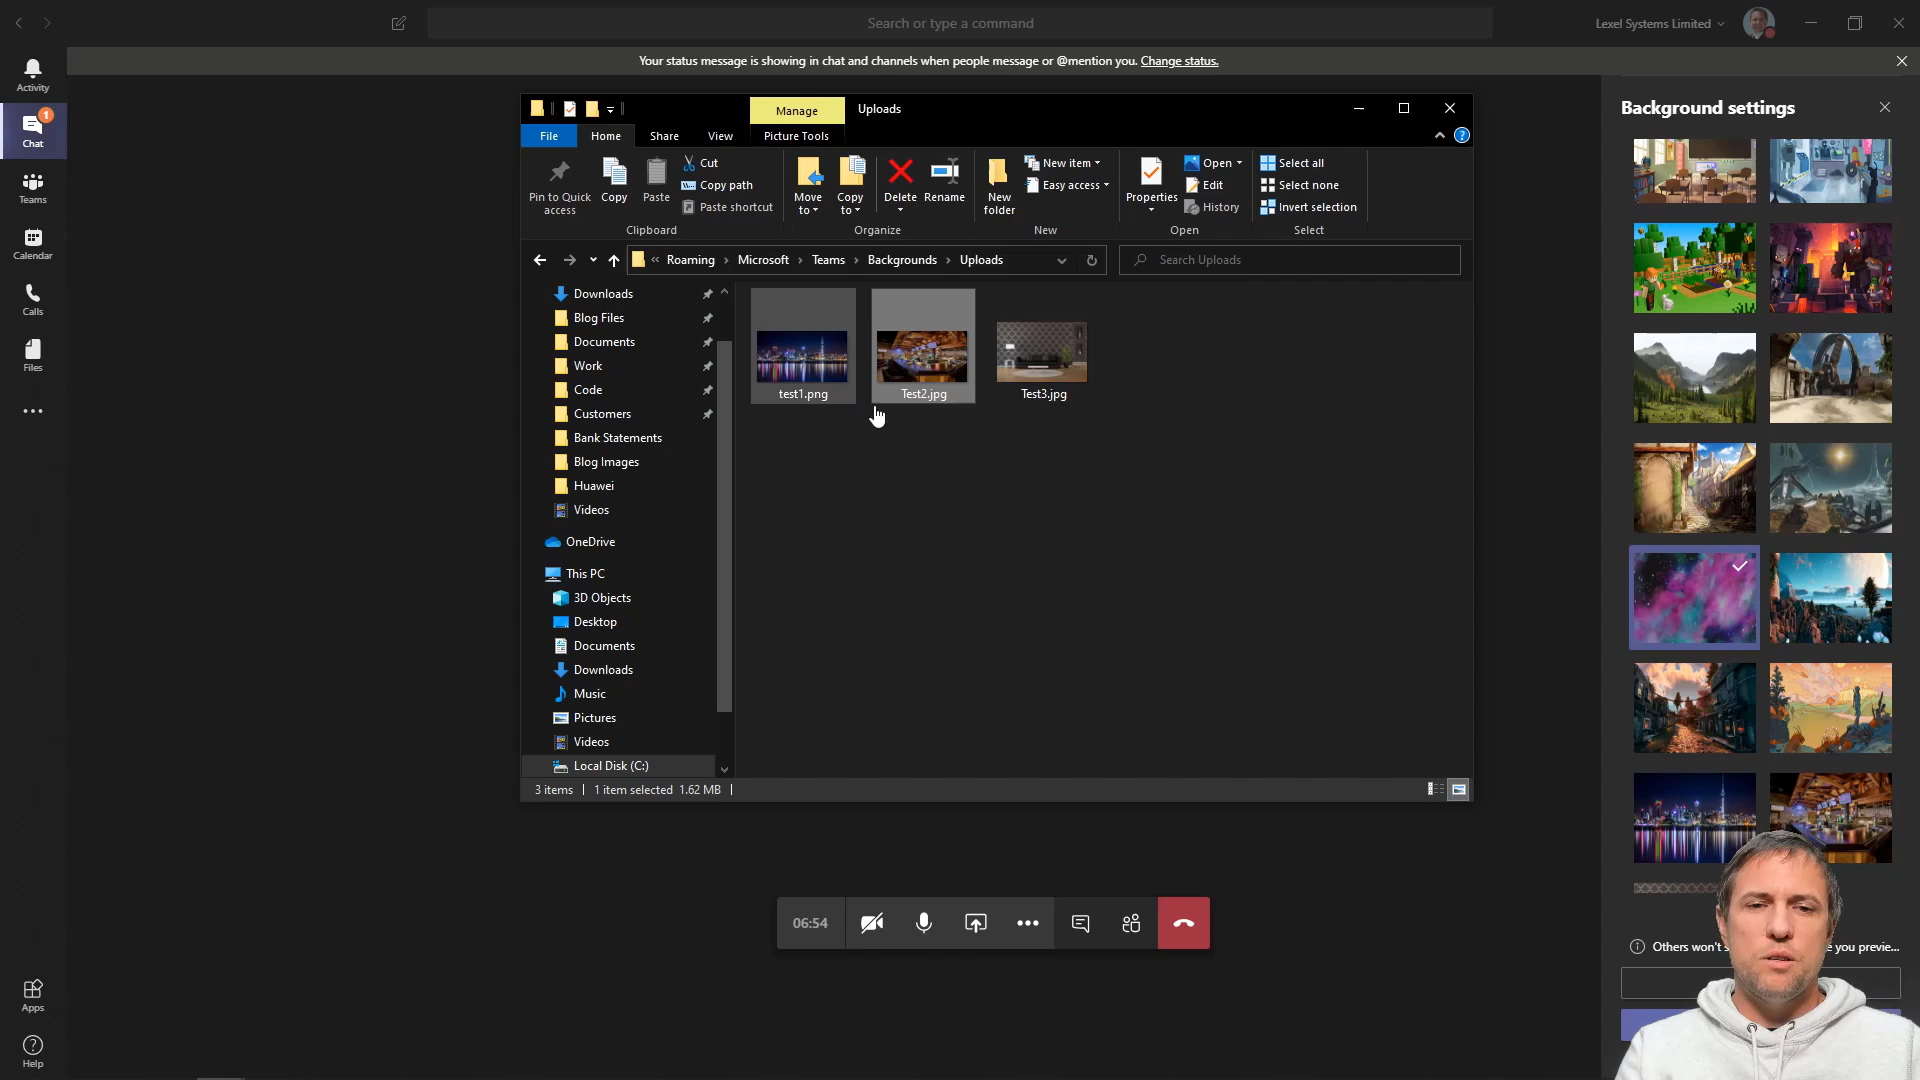 Search or type a command
Lexel Systems Limited
Your status message is showing in chat and channels when people message or @mention you. Change status.
Activity
1
Chat
Teams
Calendar
Calls
Files
Apps
Help
Manage
Uploads
File
Home
Share
View
Picture Tools
Pin to Quick access
Copy
Paste
Cut
Copy path
Paste shortcut
Clipboard
Move to
Copy to
Delete
Rename
Organize
New folder
New item
Easy access
New
Properties
Open
Edit
History
Open
Select all
Select none
Invert selection
Select
« Roaming › Microsoft › Teams › Backgrounds › Uploads
Search Uploads
Downloads
Blog Files
Documents
Work
Code
Customers
Bank Statements
Blog Images
Huawei
Videos
OneDrive
This PC
3D Objects
Desktop
Documents
Downloads
Music
Pictures
Videos
Local Disk (C:)
test1.png
Test2.jpg
Test3.jpg
3 items
1 item selected 1.62 MB
06:54
Background settings
Others won't
you previe...